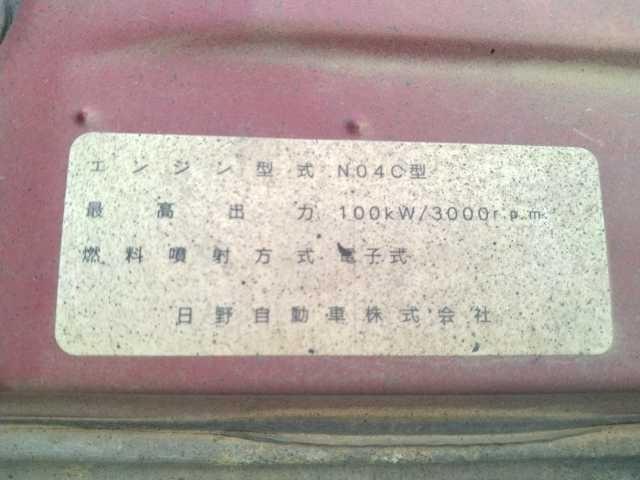 エンジン型式 N04C型
最高出力 100kW/3000r.p.m.
燃料噴射方式 電子式
日野自動車株式会社